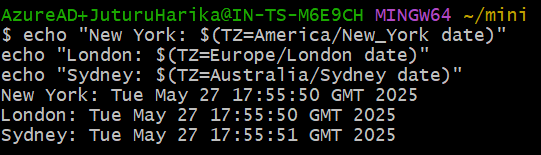 AzureAD+JuturuHarika@IN-TS-M6E9CH MINGW64 ~/mini
$ echo "New York: $(TZ=America/New_York date)"
echo "London: $(TZ=Europe/London date)"
echo "Sydney: $(TZ=Australia/Sydney date)"
New York: Tue May 27 17:55:50 GMT 2025
London: Tue May 27 17:55:50 GMT 2025
Sydney: Tue May 27 17:55:51 GMT 2025